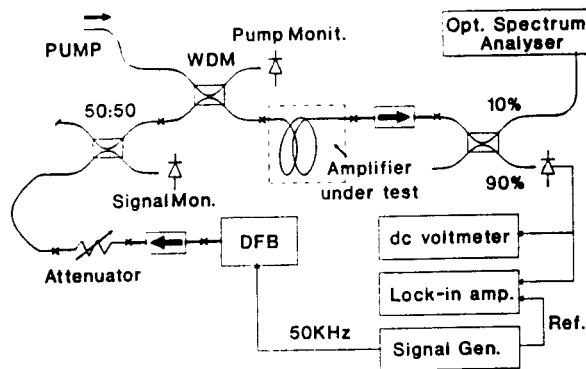 Opt. Spectrum
Analyser
PUMP
WDM
Pump Monit.
50:50
10%
90%
Signal Mon.
Amplifier
under test
DFB
Attenuator
dc voltmeter
Lock-in amp.
Ref.
50KHz
Signal Gen.